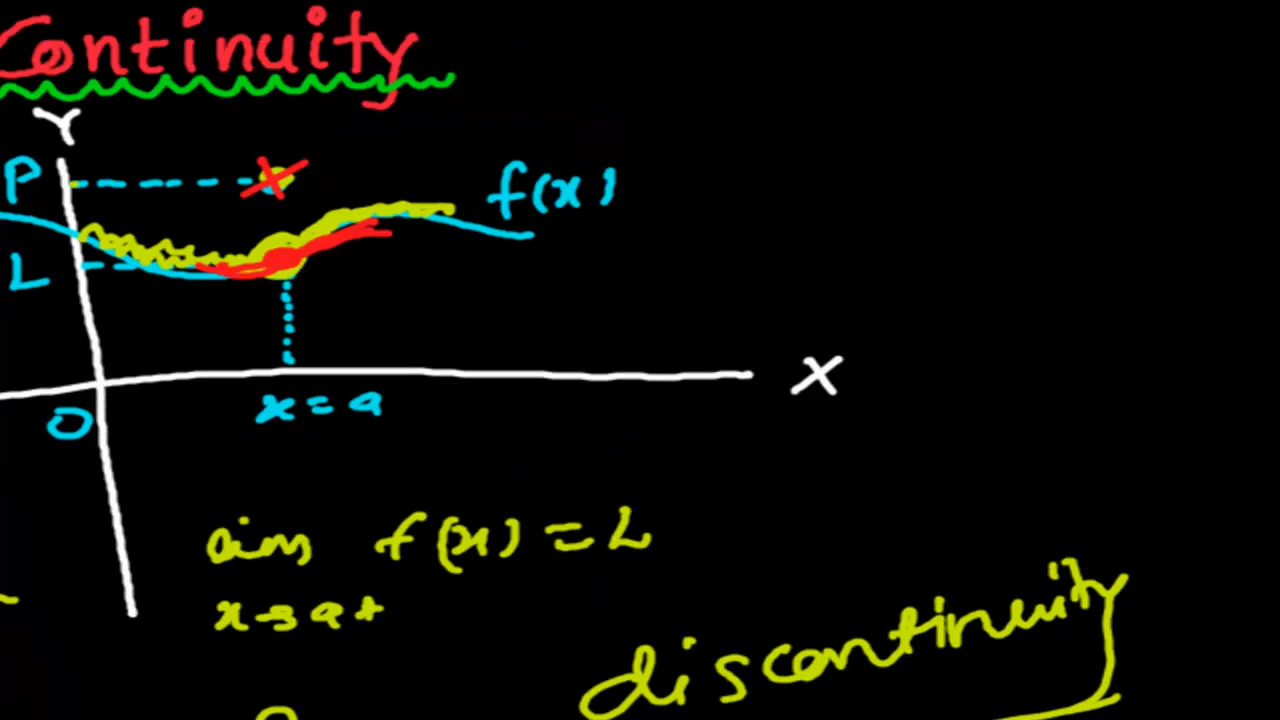 Continuity
Y
P
f(x)
L
X
O
x = a
lim f(x) = L
x→a+
discontinuity